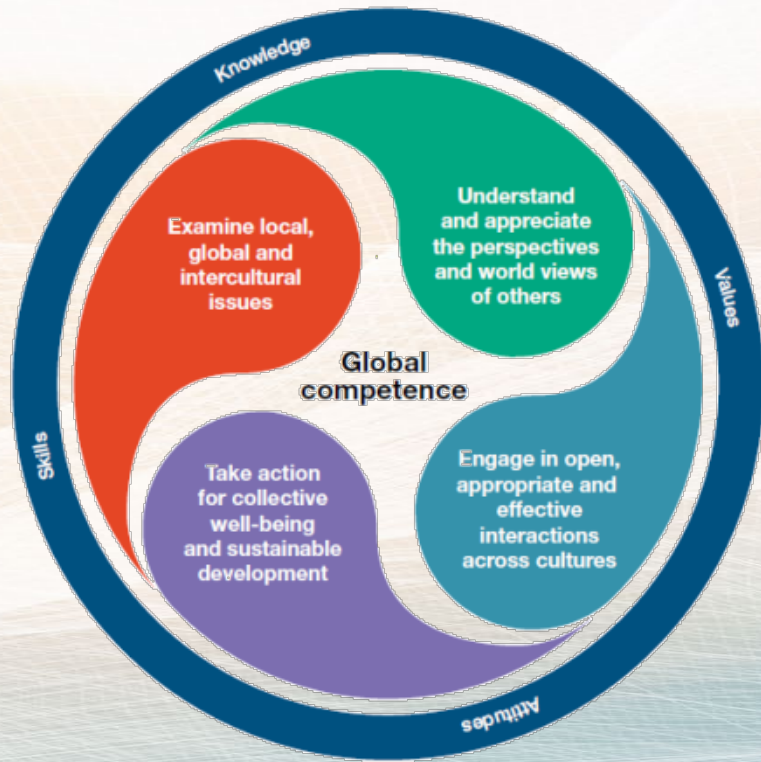 Knowledge
Examine local,
global and
intercultural
issues
Understand
and appreciate
the perspectives
and world views
of others
Values
Global
competence
Skills
Take action
for collective
well-being
and sustainable
development
Engage in open,
appropriate and
effective
interactions
across cultures
Attitudes